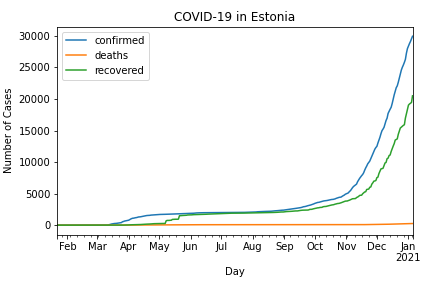 COVID-19 in Estonia
confirmed
deaths
recovered
Number of Cases
30000
25000
20000
15000
10000
5000
0
Feb Mar Apr May Jun Jul Aug Sep Oct Nov Dec Jan
2021
Day